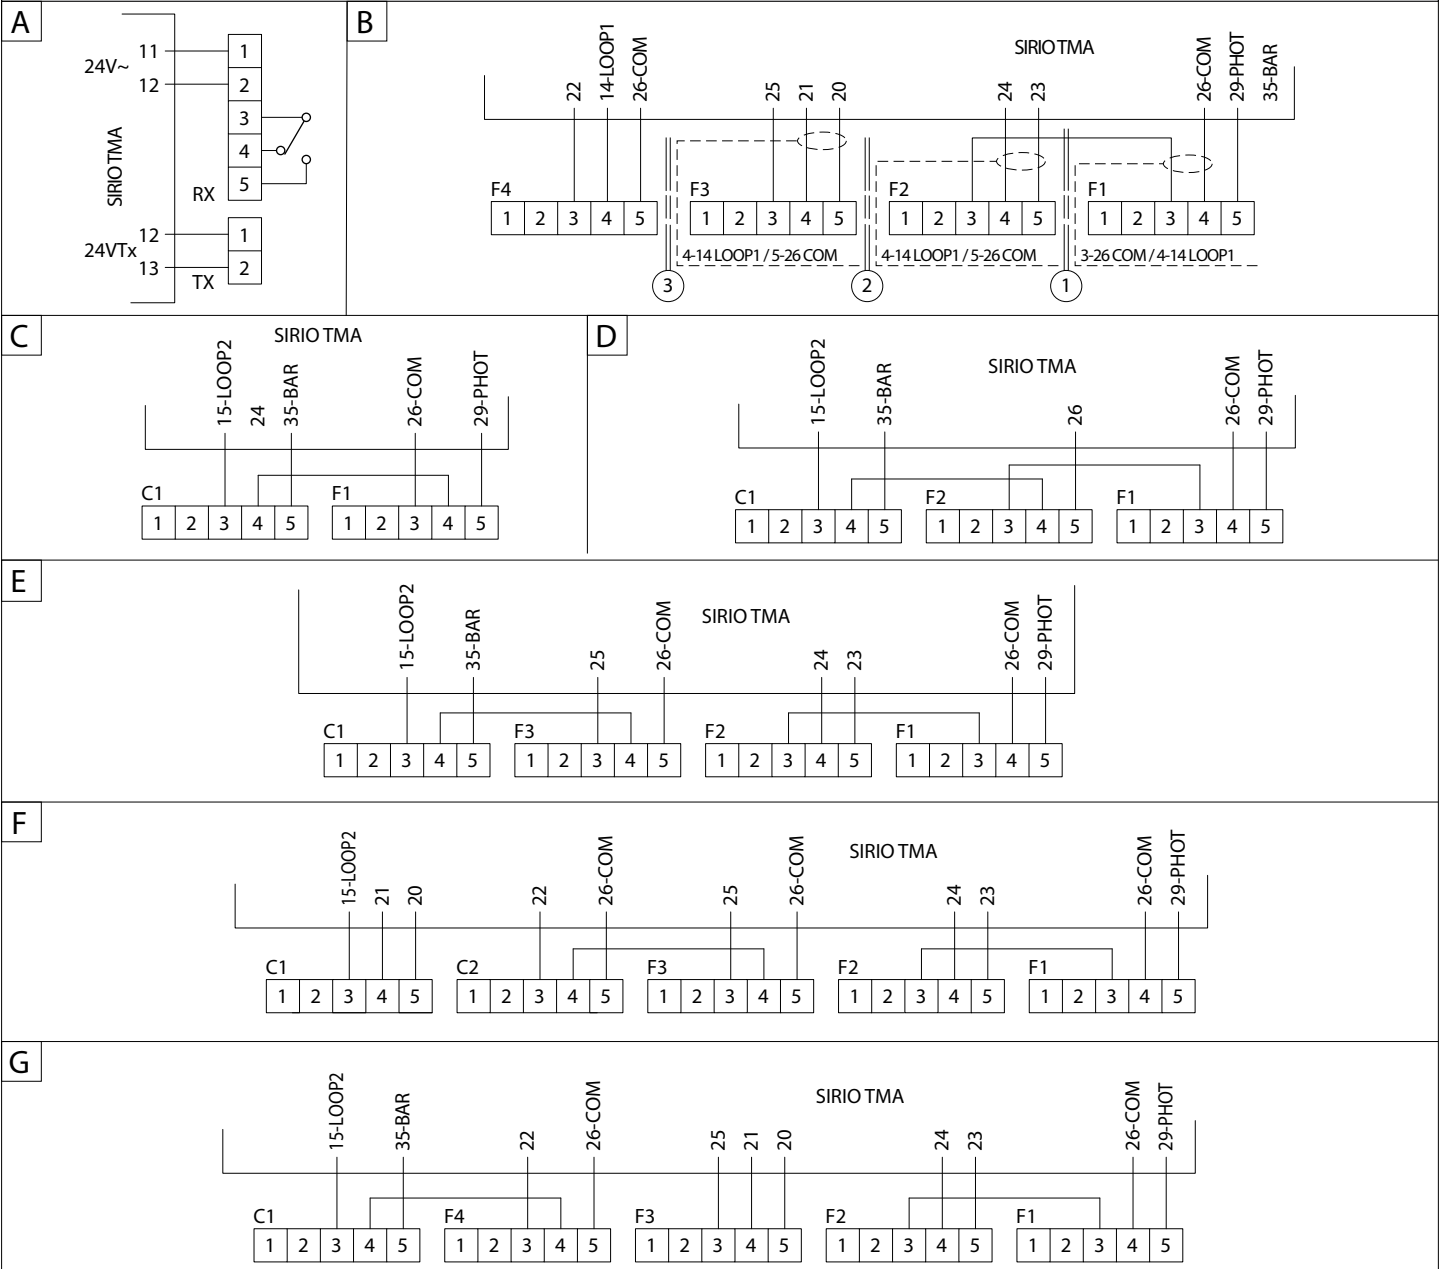 A
11
24V~
12
SIRIO TMA
1
2
3
4
5
RX
12
24VTx
13
TX
1
2
B
SIRIO TMA
22
14-LOOP1
26-COM
25
21
20
24
23
26-COM
29-PHOT
35-BAR
F4
1 2 3 4 5
F3
1 2 3 4 5
F2
1 2 3 4 5
F1
1 2 3 4 5
4-14 LOOP1 / 5-26 COM
4-14 LOOP1 / 5-26 COM
3-26 COM / 4-14 LOOP1
3
2
1
C
SIRIO TMA
15-LOOP2
24
35-BAR
26-COM
29-PHOT
C1
1 2 3 4 5
F1
1 2 3 4 5
D
SIRIO TMA
15-LOOP2
35-BAR
26
26-COM
29-PHOT
C1
1 2 3 4 5
F2
1 2 3 4 5
F1
1 2 3 4 5
E
SIRIO TMA
15-LOOP2
35-BAR
25
26-COM
24
23
26-COM
29-PHOT
C1
1 2 3 4 5
F3
1 2 3 4 5
F2
1 2 3 4 5
F1
1 2 3 4 5
F
SIRIO TMA
15-LOOP2
21
20
22
26-COM
25
26-COM
24
23
26-COM
29-PHOT
C1
1 2 3 4 5
C2
1 2 3 4 5
F3
1 2 3 4 5
F2
1 2 3 4 5
F1
1 2 3 4 5
G
SIRIO TMA
15-LOOP2
35-BAR
22
26-COM
25
21
20
24
23
26-COM
29-PHOT
C1
1 2 3 4 5
F4
1 2 3 4 5
F3
1 2 3 4 5
F2
1 2 3 4 5
F1
1 2 3 4 5